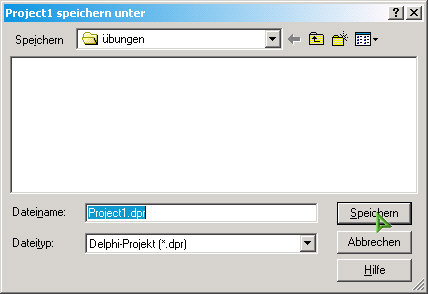 Project1 speichern unter
Speichern
übungen
Dateiname:
Project1.dpr
Speichern
Dateityp:
Delphi-Projekt (*.dpr)
Abbrechen
Hilfe